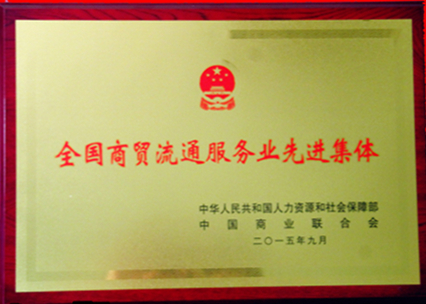 全国商贸流通服务业先进集体
中华人民共和国人力资源和社会保障部
中国商业联合会
二〇一五年九月